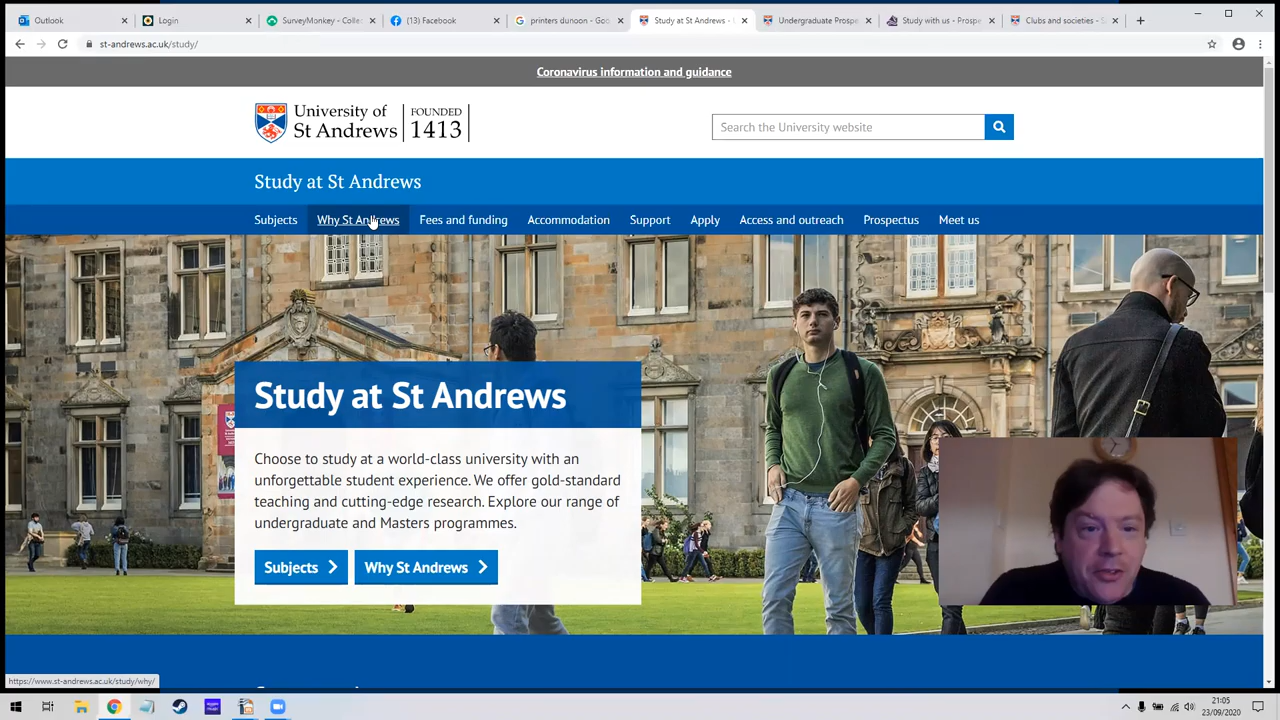 Outlook
Login
SurveyMonkey - Collec
(13) Facebook
printers dunoon - Goo
Study at St Andrews - U
Undergraduate Prospe
Study with us - Prospe
Clubs and societies - S
st-andrews.ac.uk/study/
Coronavirus information and guidance
University of
St Andrews
FOUNDED
1413
Search the University website
Study at St Andrews
Subjects
Why St Andrews
Fees and funding
Accommodation
Support
Apply
Access and outreach
Prospectus
Meet us
Study at St Andrews
Choose to study at a world-class university with an
unforgettable student experience. We offer gold-standard
teaching and cutting-edge research. Explore our range of
undergraduate and Masters programmes.
Subjects
Why St Andrews
https://www.st-andrews.ac.uk/study/why/
21:05
23/09/2020